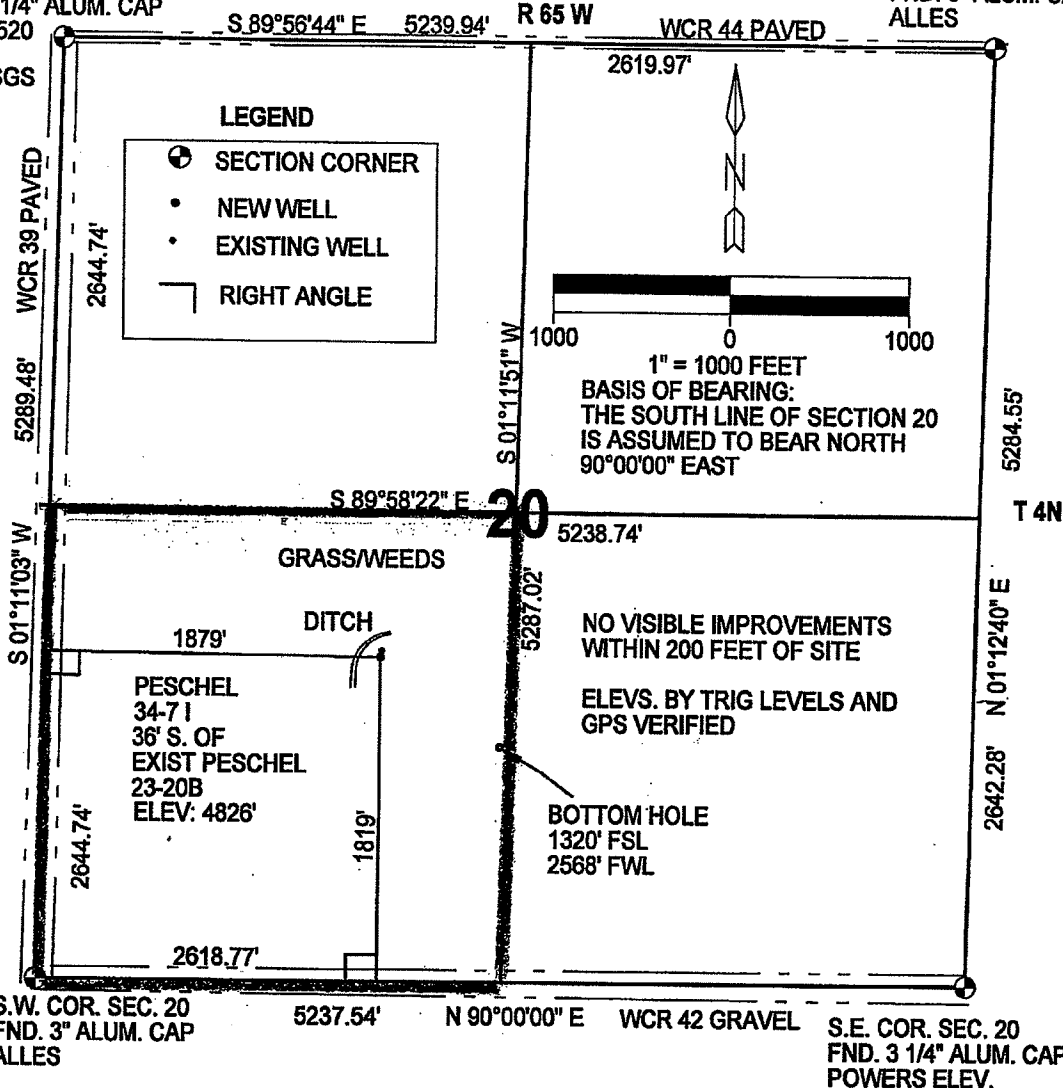 1/4" ALUM. CAP
S 89°56'44" E 5239.94' R 65 W WCR 44 PAVED
ALLES
2619.97'
LEGEND
SECTION CORNER
NEW WELL
EXISTING WELL
RIGHT ANGLE
WCR 39 PAVED
2644.74'
5289.48'
N
1000 0 1000
1" = 1000 FEET
BASIS OF BEARING:
THE SOUTH LINE OF SECTION 20
IS ASSUMED TO BEAR NORTH
90°00'00" EAST
S 01°11'51" W
5284.55'
S 89°58'22" E
20
5238.74'
T 4N
GRASS/WEEDS
S 01°11'03" W
5287.02'
DITCH
1879'
NO VISIBLE IMPROVEMENTS
WITHIN 200 FEET OF SITE
ELEVS. BY TRIG LEVELS AND
GPS VERIFIED
N 01°12'40" E
PESCHEL
34-7 I
36' S. OF
EXIST PESCHEL
23-20B
ELEV: 4826'
1819'
2644.74'
BOTTOM HOLE
1320' FSL
2568' FWL
2642.28'
2618.77'
S.W. COR. SEC. 20
FND. 3" ALUM. CAP
ALLES
5237.54' N 90°00'00" E WCR 42 GRAVEL
S.E. COR. SEC. 20
FND. 3 1/4" ALUM. CAP
POWERS ELEV.